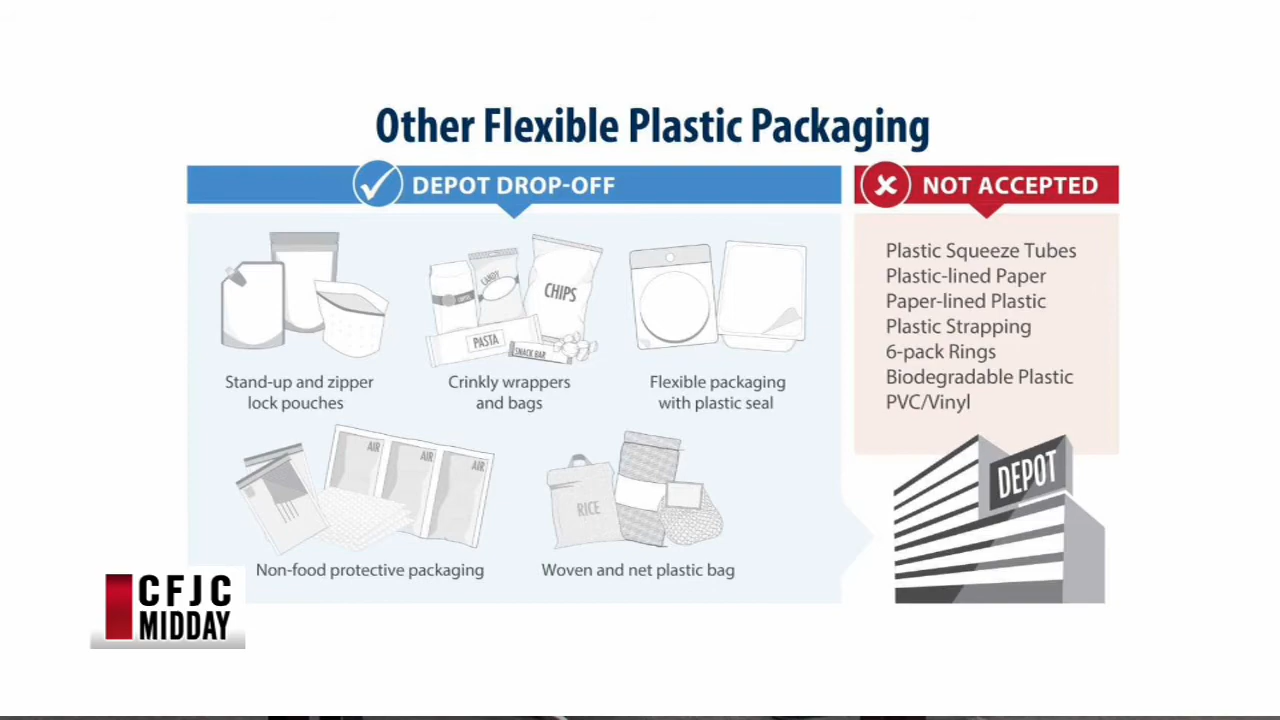 Other Flexible Plastic Packaging
DEPOT DROP-OFF
NOT ACCEPTED
CANDY
CHIPS
PASTA
SNACK BAR
Stand-up and zipper
lock pouches
Crinkly wrappers
and bags
Flexible packaging
with plastic seal
AIR
AIR
AIR
RICE
Non-food protective packaging
Woven and net plastic bag
Plastic Squeeze Tubes
Plastic-lined Paper
Paper-lined Plastic
Plastic Strapping
6-pack Rings
Biodegradable Plastic
PVC/Vinyl
DEPOT
CFJC
MIDDAY